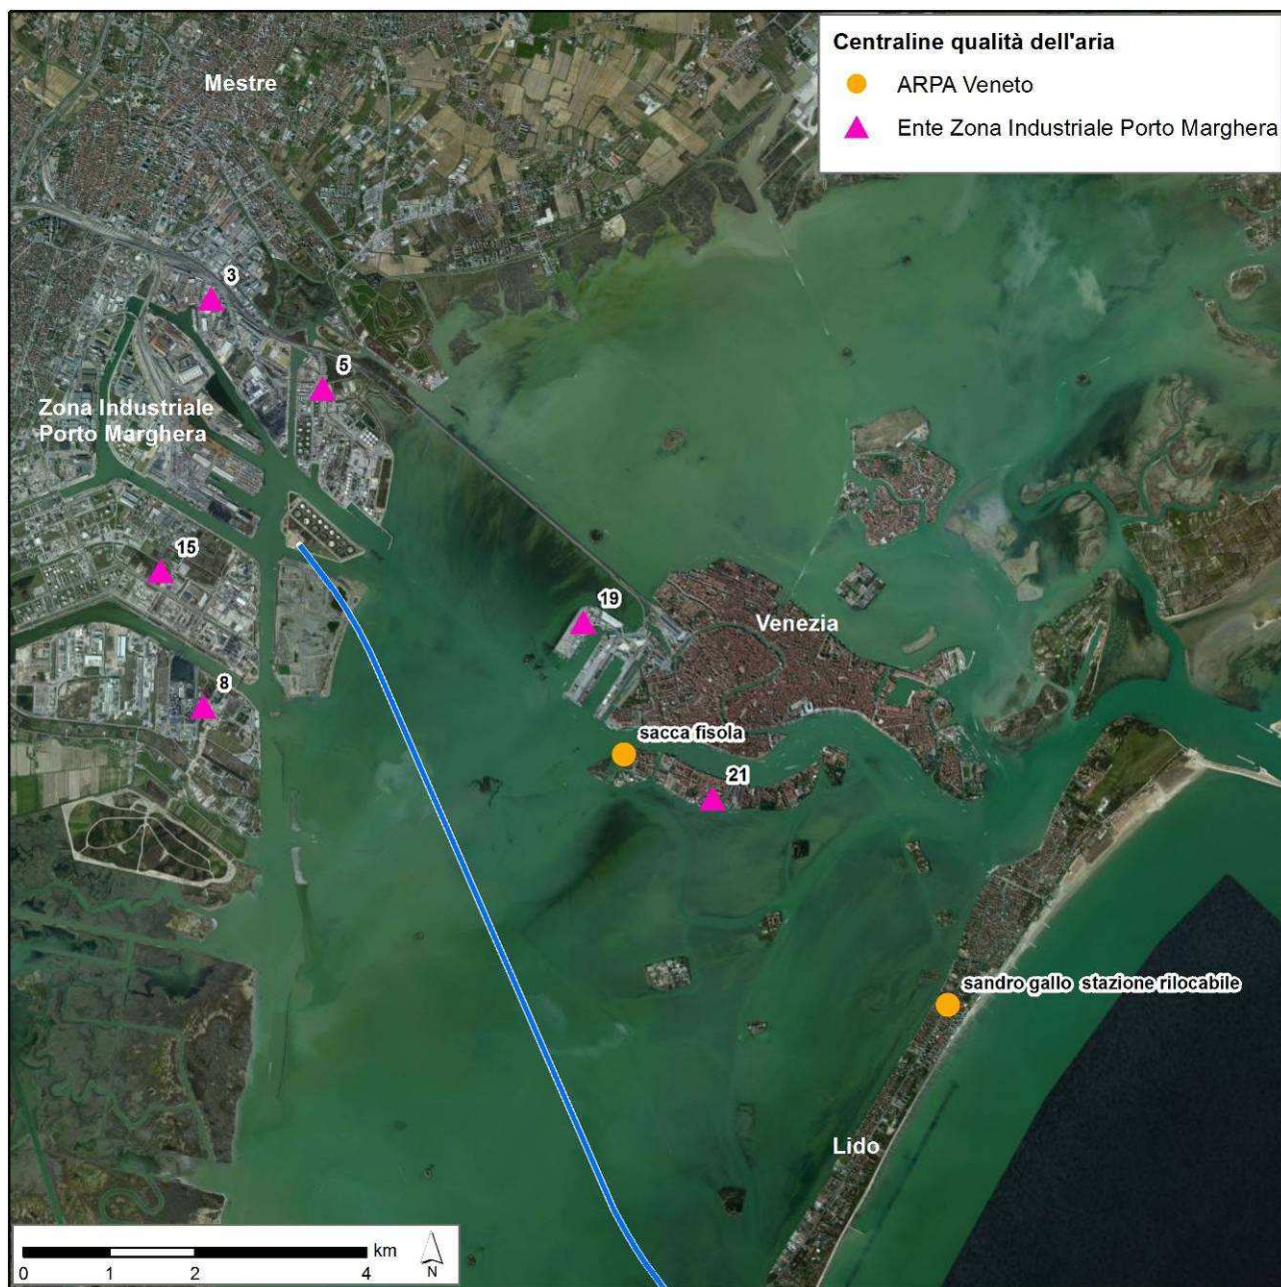 Centraline qualità dell'aria
ARPA Veneto
Ente Zona Industriale Porto Marghera
Mestre
3
5
Zona Industriale
Porto Marghera
15
19
Venezia
8
sacca fisola
21
sandro gallo stazione rilocabile
Lido
km
0 1 2 4
N